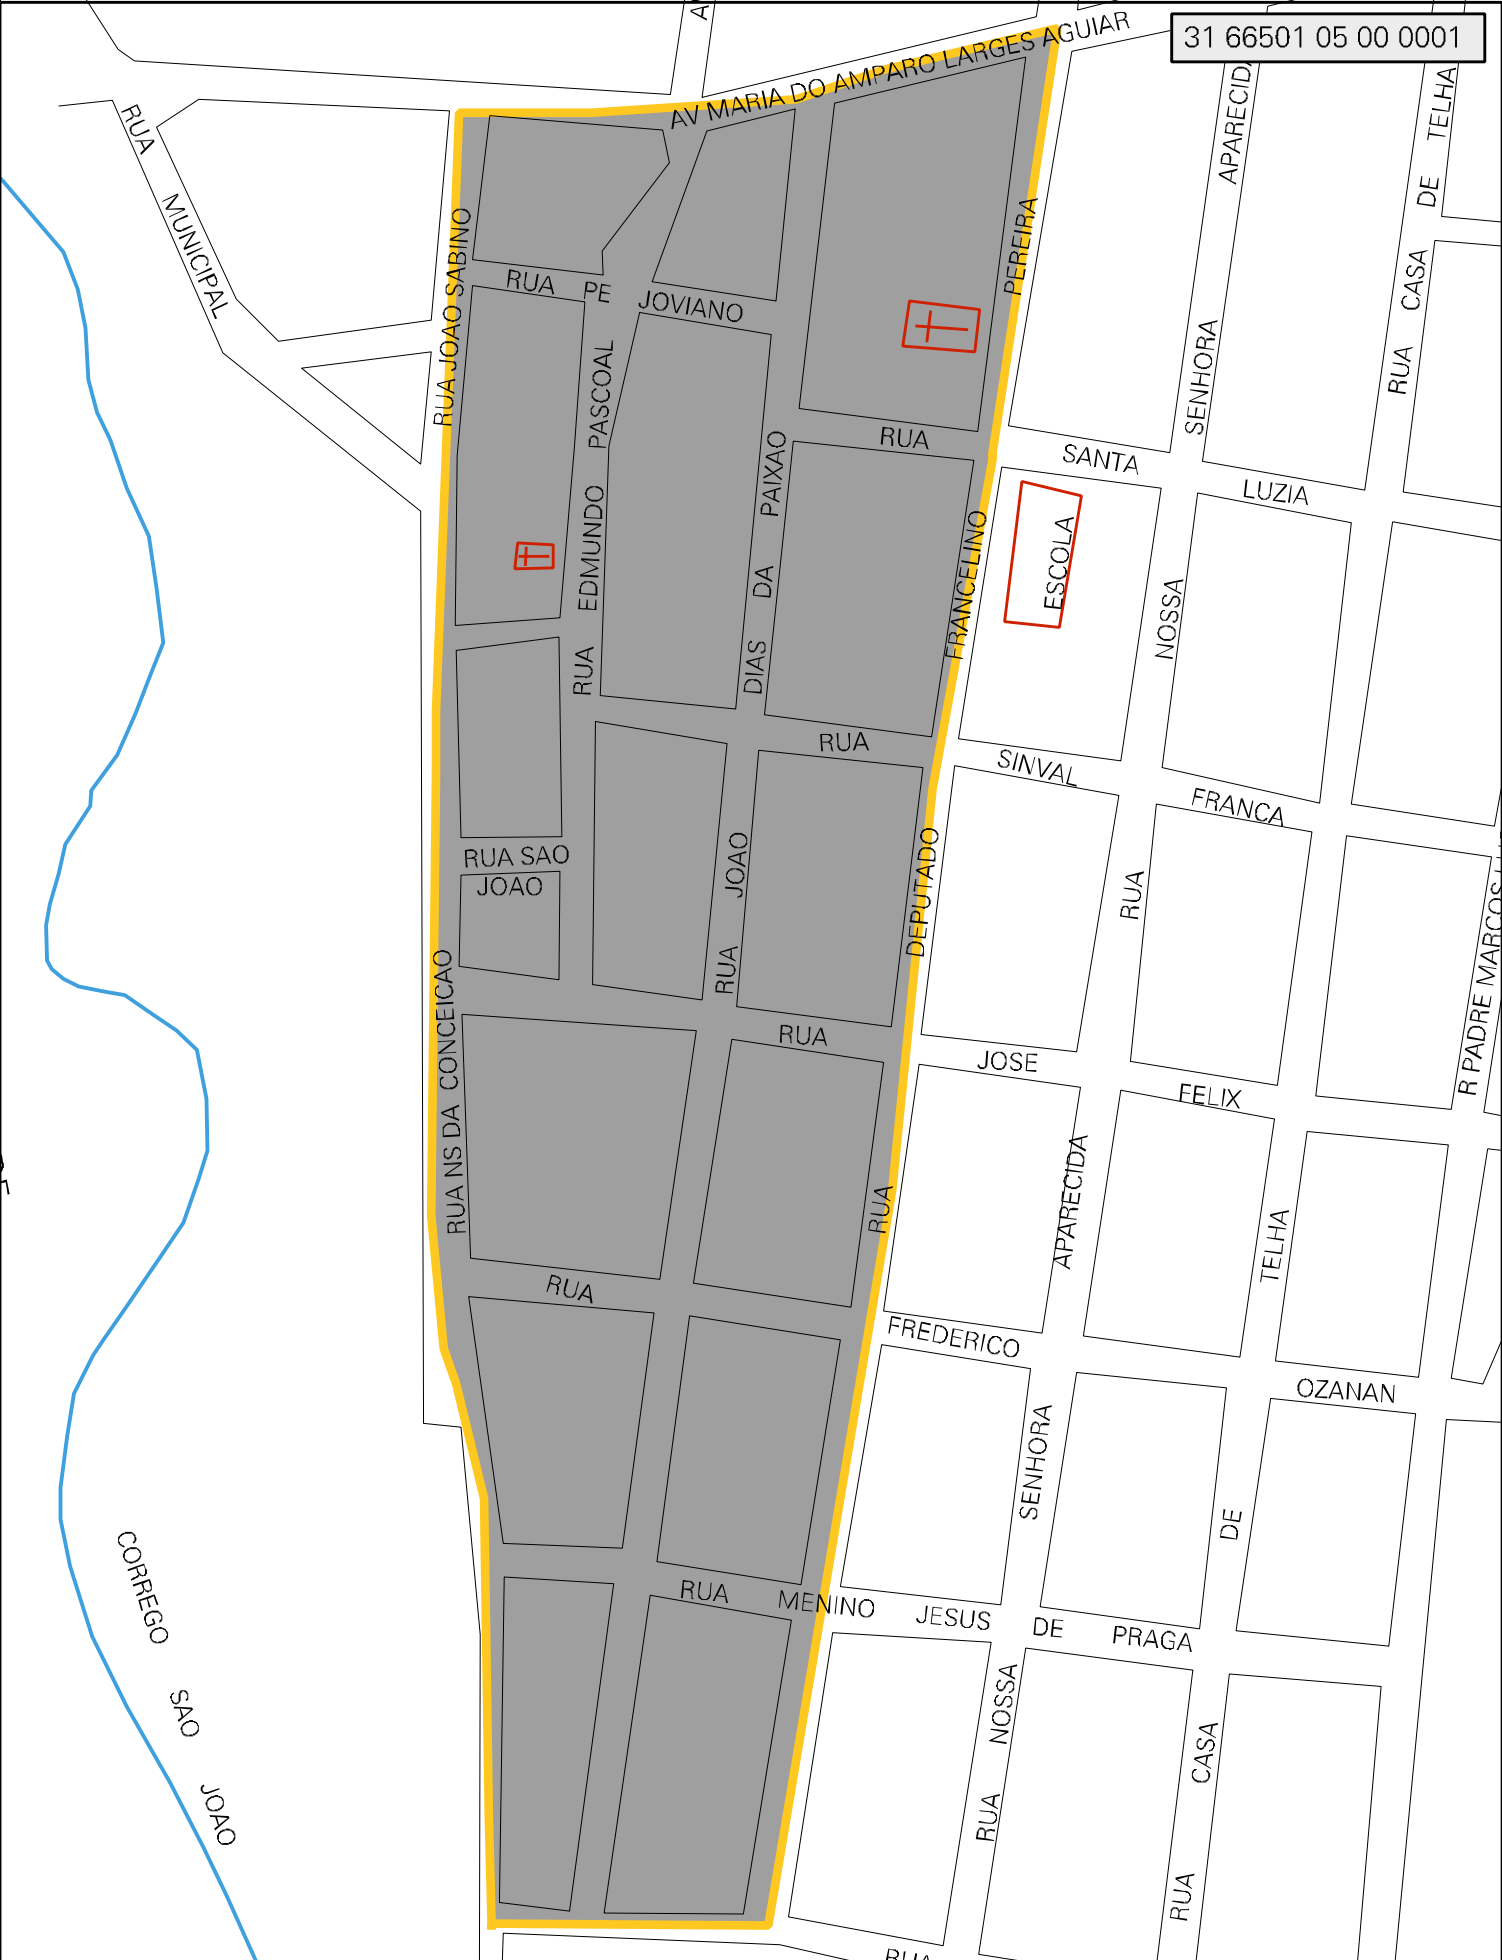 31 66501 05 00 0001
AV MARIA DO AMPARO LARGES AGUIAR
RUA MUNICIPAL
RUA JOAO SABINO
RUA PE JOVIANO
RUA EDMUNDO PASCOAL
RUA JOAO DIAS DA PAIXAO
RUA DEPUTADO FRANCELINO PEREIRA
RUA NOSSA SENHORA APARECIDA
RUA CASA DE TELHA
RUA SANTA LUZIA
ESCOLA
RUA SINVAL FRANCA
RUA SAO
JOAO
RUA NS DA CONCEICAO
R PADRE MARCOS
RUA JOSE FELIX
RUA FREDERICO OZANAN
RUA NOSSA SENHORA APARECIDA
RUA CASA DE TELHA
RUA MENINO JESUS DE PRAGA
CORREGO SAO JOAO
RUA